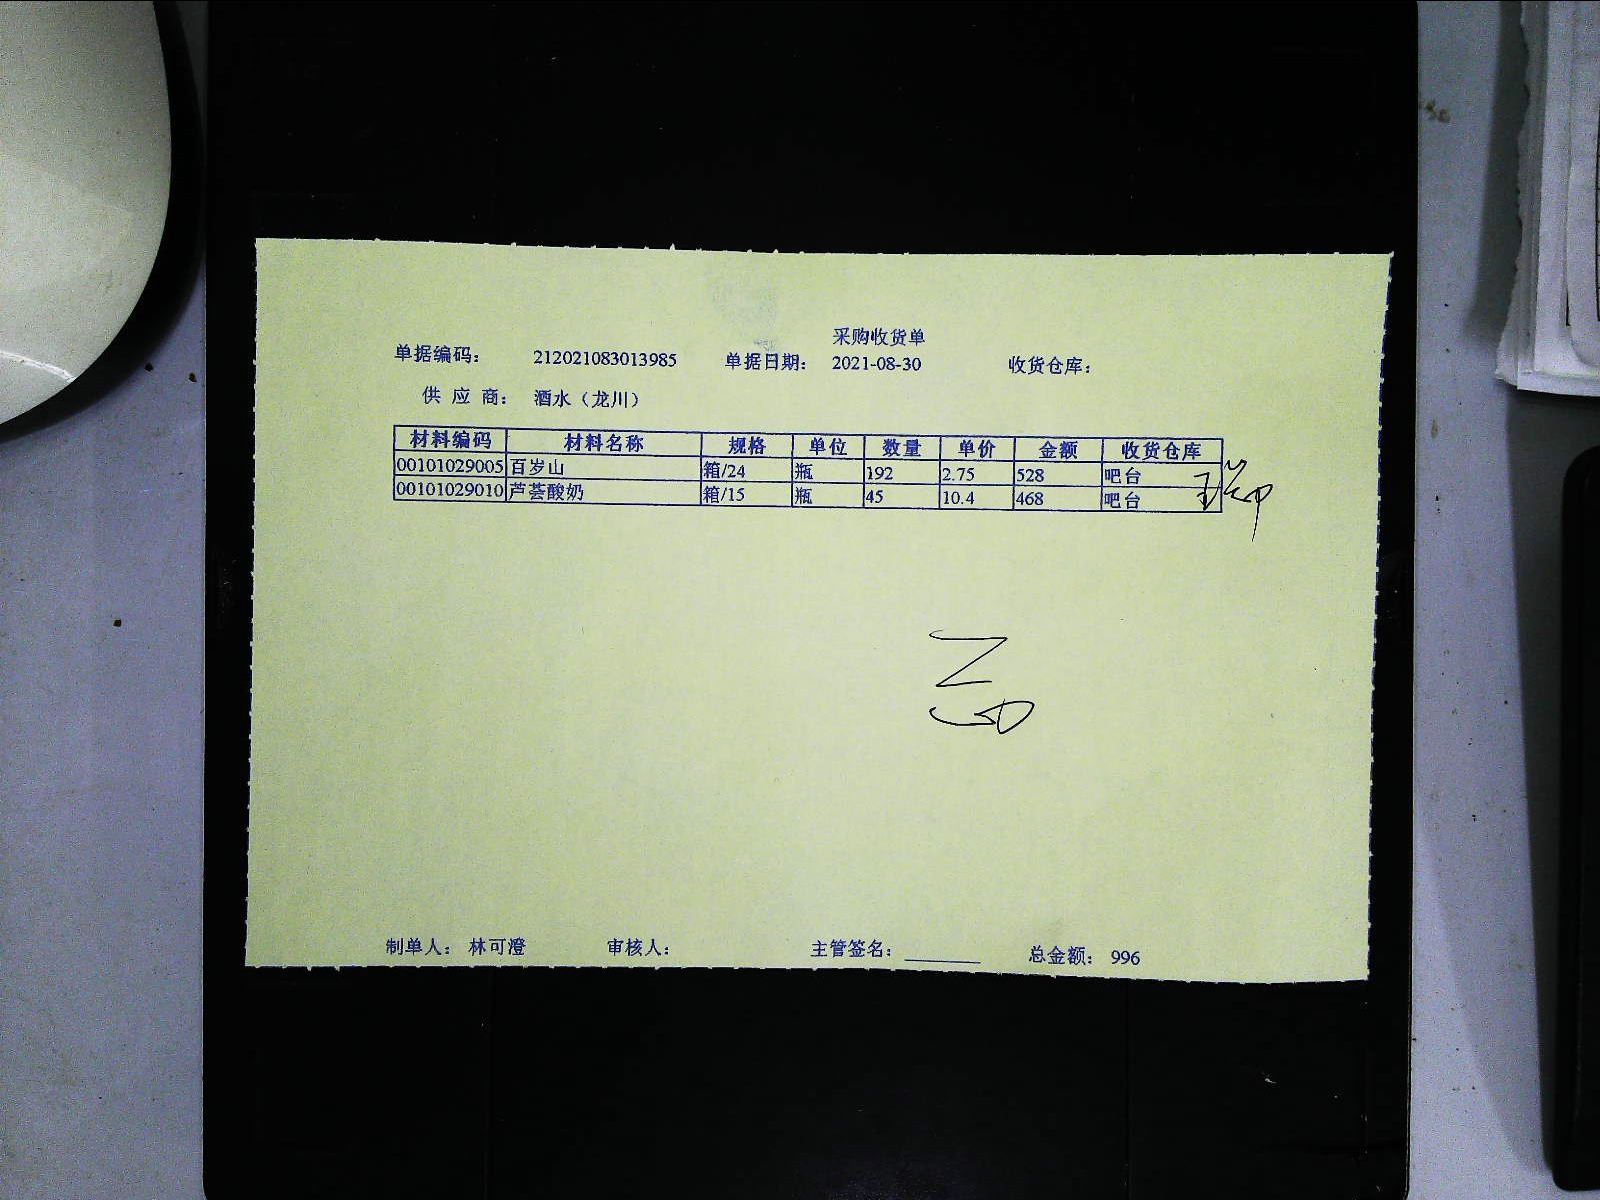 采购收货单
单据编码： 212021083013985 单据日期： 2021-08-30 收货仓库：
供 应 商： 酒水（龙川）
材料编码 材料名称 规格 单位 数量 单价 金额 收货仓库
00101029005 百岁山 箱/24 瓶 192 2.75 528 吧台
00101029010 芦荟酸奶 箱/15 瓶 45 10.4 468 吧台
制单人： 林可澄 审核人： 主管签名： 总金额： 996